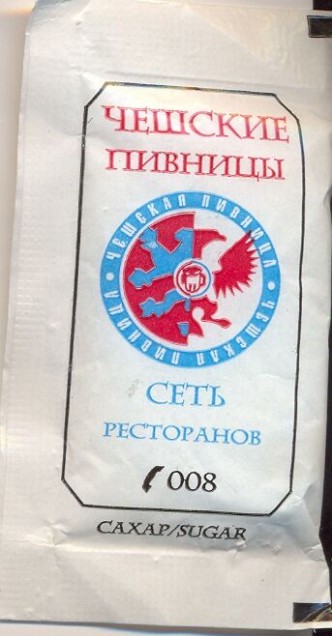 ЧЕШСКИЕ
ПИВНИЦЫ
ЧЕШСКАЯ ПИВНИЦА • ЧЕШСКАЯ ПИВНИЦА •
СЕТЬ
РЕСТОРАНОВ
008
САХАР/SUGAR